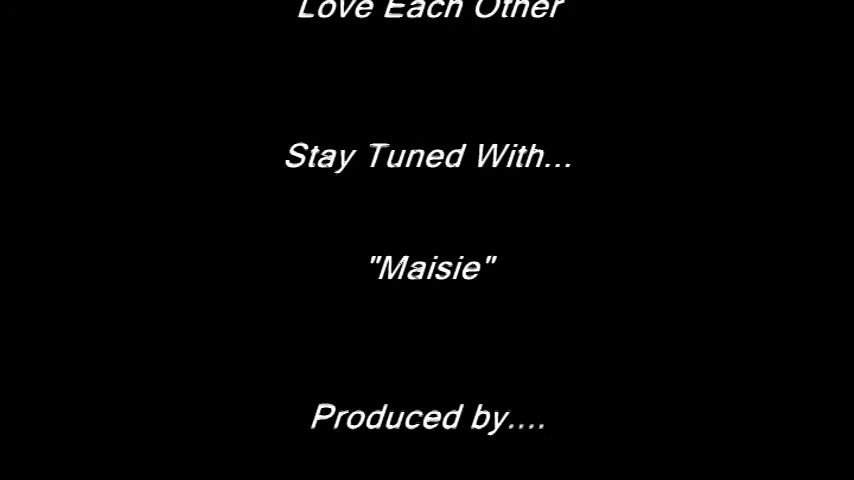 Love Each Other
Stay Tuned With...
"Maisie"
Produced by....